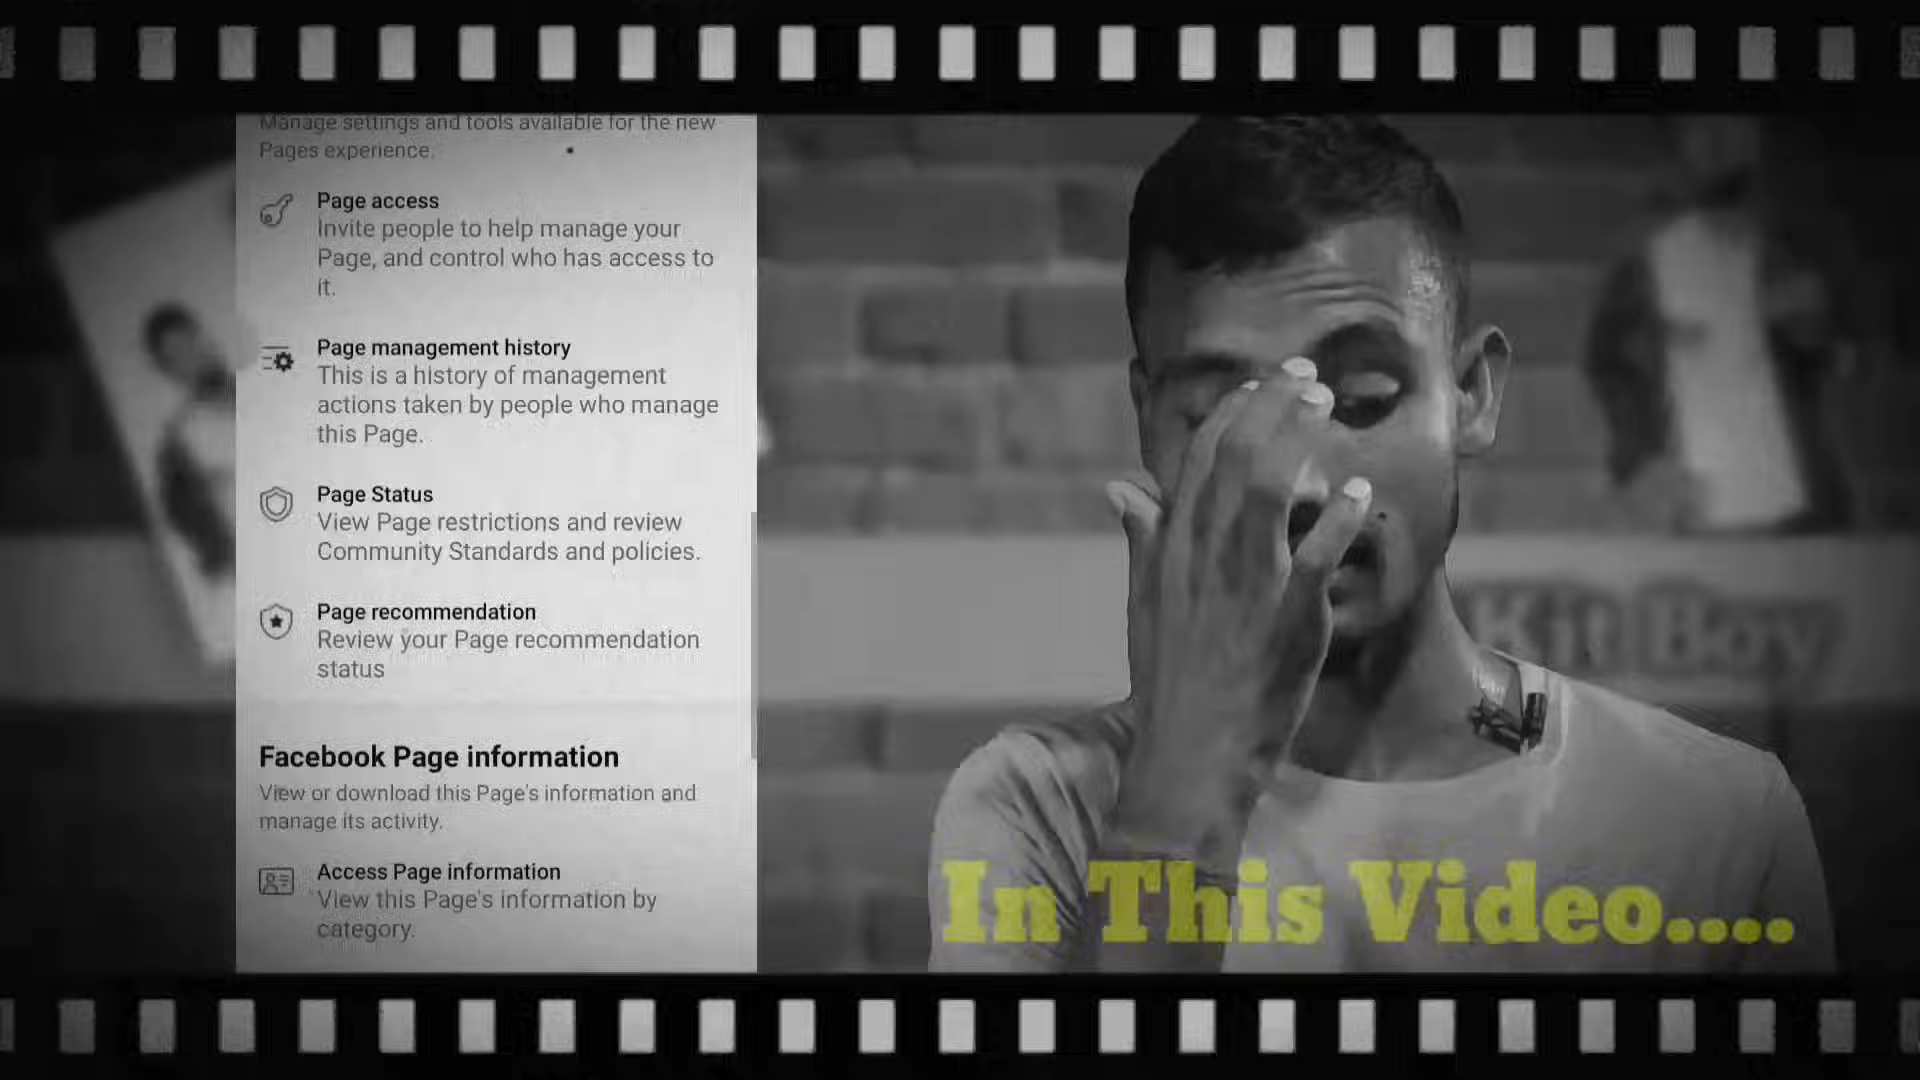 Manage settings and tools available for the new
Pages experience.
Page access
Invite people to help manage your
Page, and control who has access to
it.
Page management history
This is a history of management
actions taken by people who manage
this Page.
Page Status
View Page restrictions and review
Community Standards and policies.
Page recommendation
Review your Page recommendation
status
Facebook Page information
View or download this Page's information and
manage its activity.
Access Page information
View this Page's information by
category.
Kit Boy
In This Video....